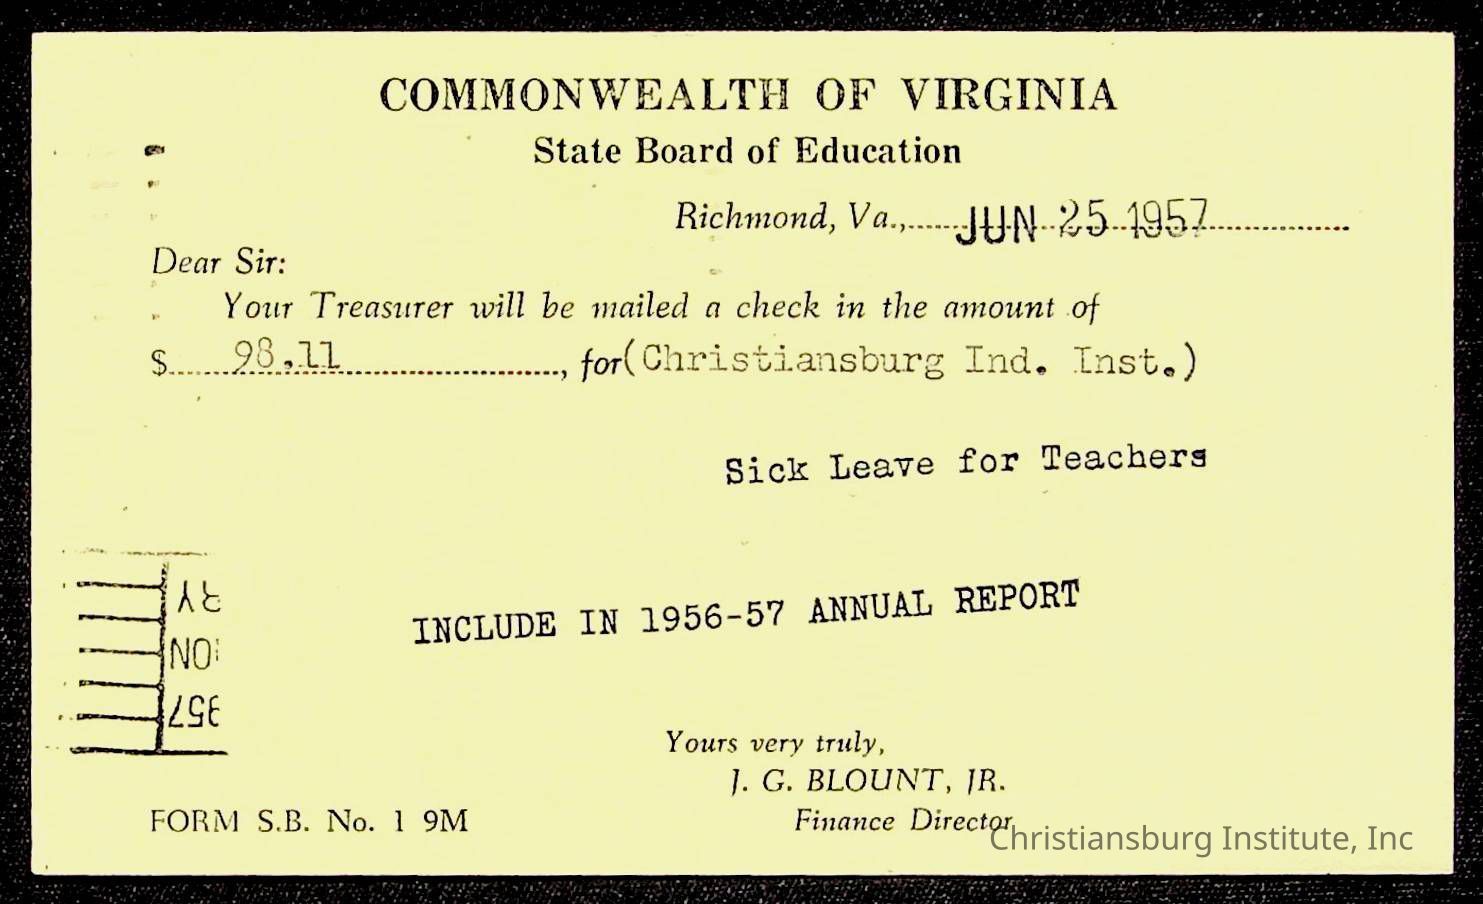 COMMONWEALTH OF VIRGINIA
State Board of Education
Richmond, Va., JUN 25 1957
Dear Sir:
Your Treasurer will be mailed a check in the amount of
$ 98.11, for (Christiansburg Ind. Inst.)
Sick Leave for Teachers
INCLUDE IN 1956-57 ANNUAL REPORT
Yours very truly,
J. G. BLOUNT, JR.
Finance Director
FORM S.B. No. 1 9M
Christiansburg Institute, Inc